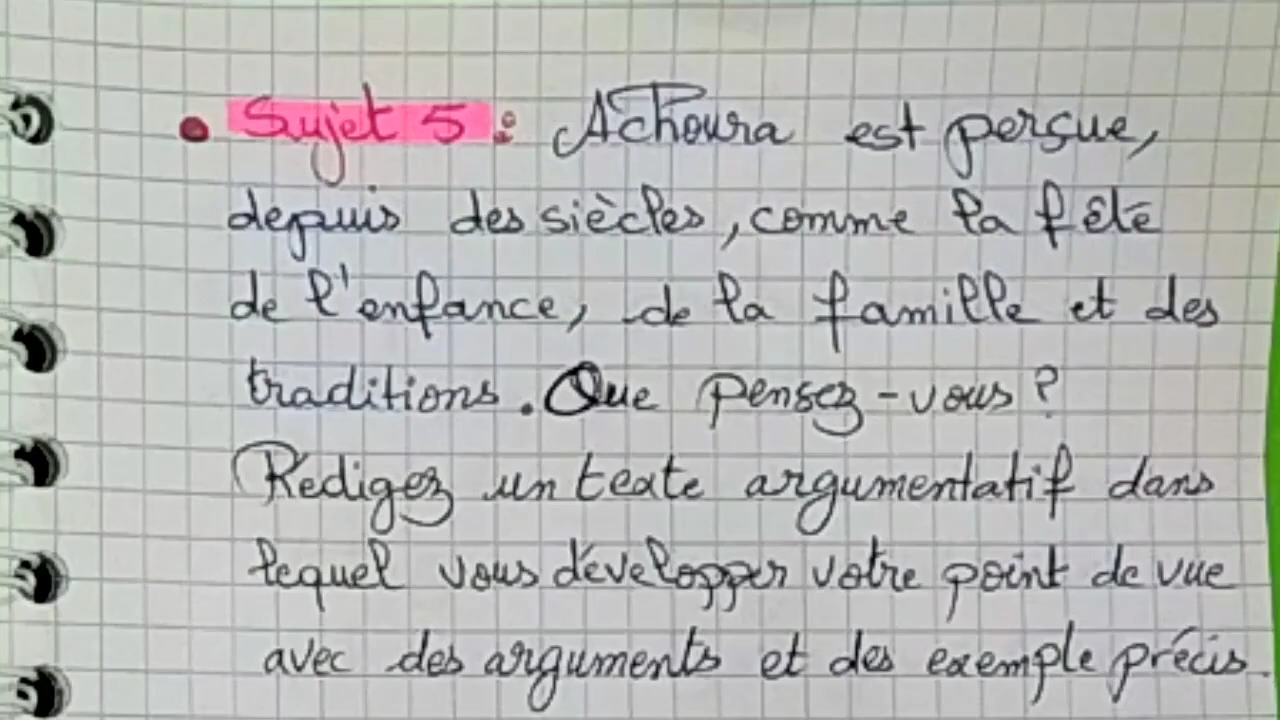 • Sujet 5 : Achoura est perçue,
depuis des siècles, comme la fête
de l'enfance, de la famille et des
traditions. Que pensez-vous ?
Rédigez un texte argumentatif dans
lequel vous développer votre point de vue
avec des arguments et des exemple précis.